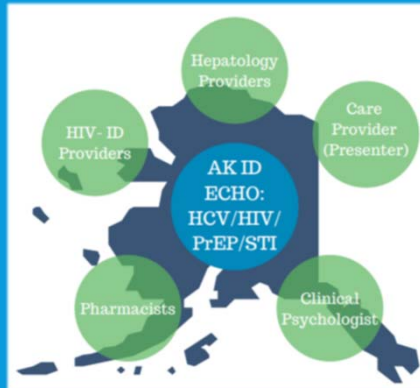 Hepatology
Providers
HIV- ID
Providers
Care
Provider
(Presenter)
AK ID
ECHO:
HCV/HIV/
PrEP/STI
Pharmacists
Clinical
Psychologist